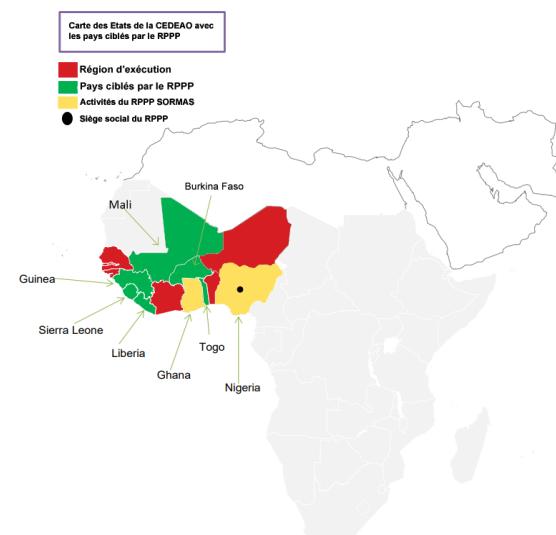 Carte des Etats de la CEDEAO avec
les pays ciblés par le RPPP
Région d'exécution
Pays ciblés par le RPPP
Activités du RPPP SORMAS
Siège social du RPPP
Burkina Faso
Mali
Guinea
Sierra Leone
Liberia
Togo
Ghana
Nigeria